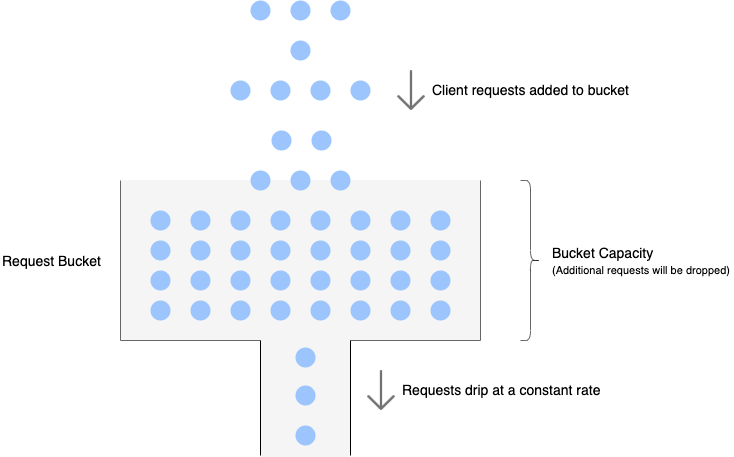 Client requests added to bucket
Request Bucket
Bucket Capacity
(Additional requests will be dropped)
Requests drip at a constant rate